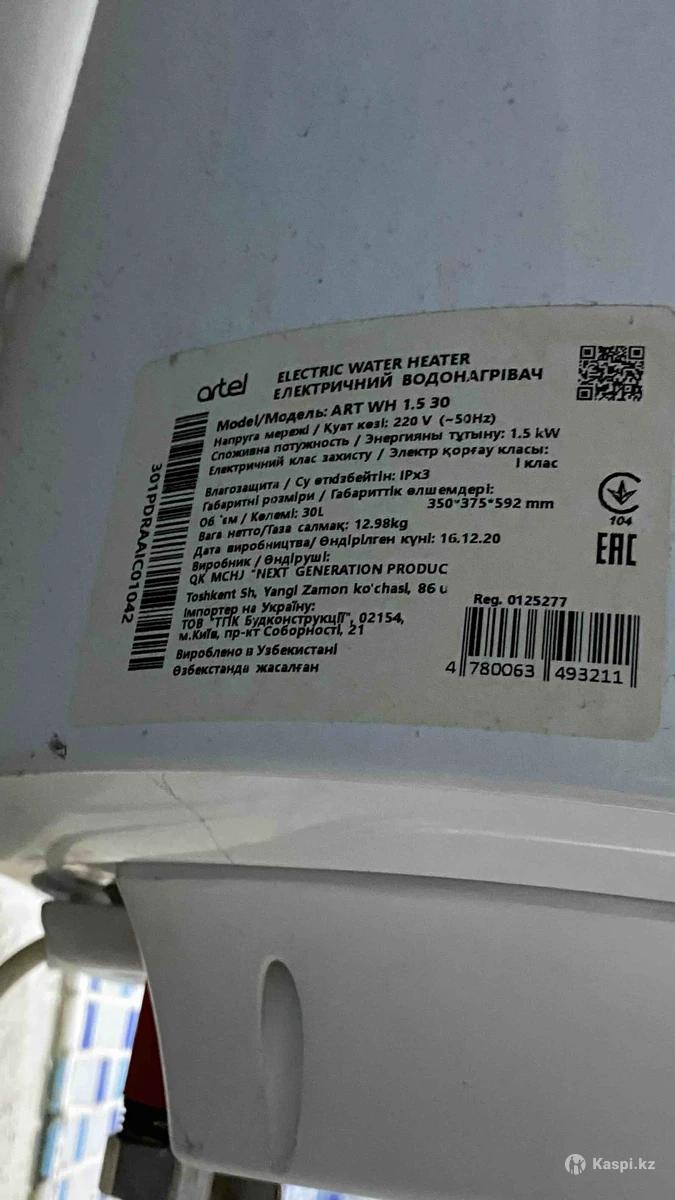 artel
ELECTRIC WATER HEATER
ЕЛЕКТРИЧНИЙ ВОДОНАГРІВАЧ
Model/Модель: ART WH 1.5 30
Напруга мережі / Қуат көзі: 220 V (~50Hz)
Споживна потужность / Энергияны тұтыну: 1.5 kW
Електричний клас захисту / Электр қорғау класы:
І клас
Влагозащита / Су өткізбейтін: IPx3
Габаритні розміри / Габариттік өлшемдері:
350*375*592 mm
Об 'єм / Көлемі: 30L
Вага нетто/Таза салмақ: 12.98kg
Дата виробництва/ Өндірілген күні: 16.12.20
Виробник / Өндіруші:
QK MCHJ "NEXT GENERATION PRODUC
Toshkent Sh, Yangi Zamon ko'chasi, 86 u
Імпортер на Україну:
ТОВ "ТПК Будконструкції", 02154,
м.Київ, пр-кт Соборності, 21
Вироблено в Узбекистані
Өзбекстанда жасалған
301PDRAAIC01042
104
EAC
Reg. 0125277
4 780063 493211
Kaspi.kz